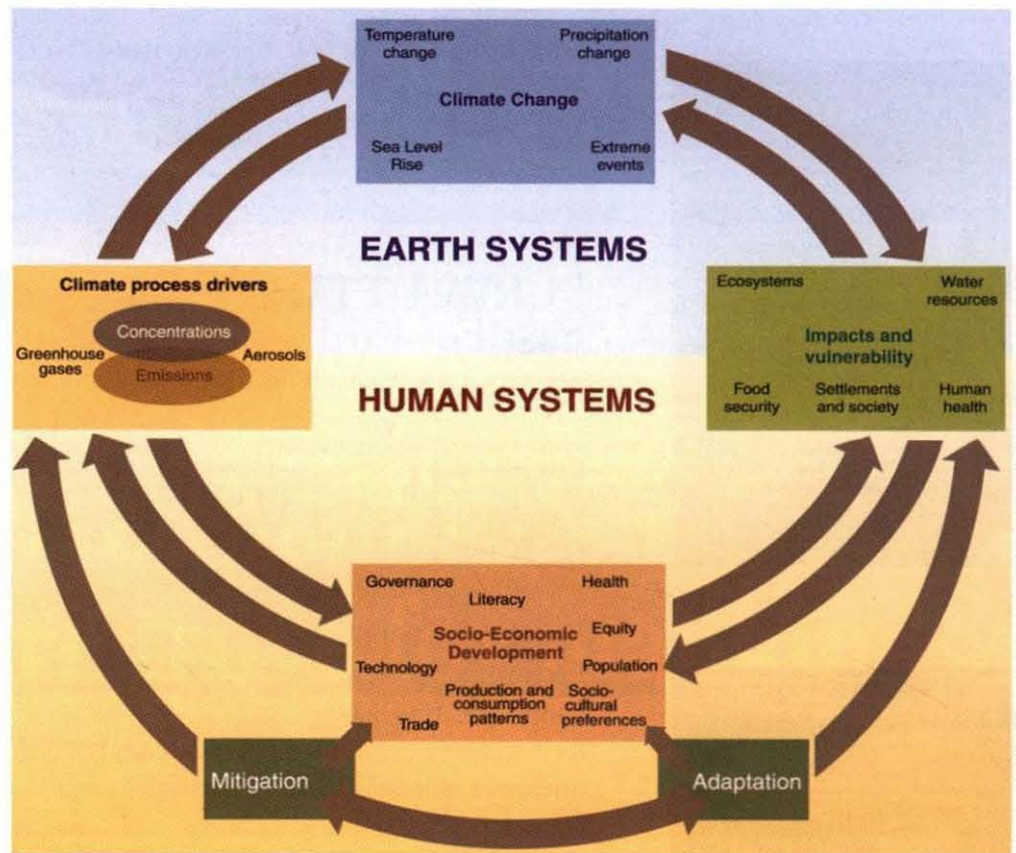 Temperature
change
Precipitation
change
Climate Change
Sea Level
Rise
Extreme
events
EARTH SYSTEMS
Climate process drivers
Concentrations
Greenhouse
gases
Aerosols
Emissions
Ecosystems
Water
resources
Impacts and
vulnerability
Food
security
Settlements
and society
Human
health
HUMAN SYSTEMS
Governance
Literacy
Health
Socio-Economic
Development
Equity
Technology
Population
Production and
consumption
patterns
Socio-
cultural
preferences
Trade
Mitigation
Adaptation